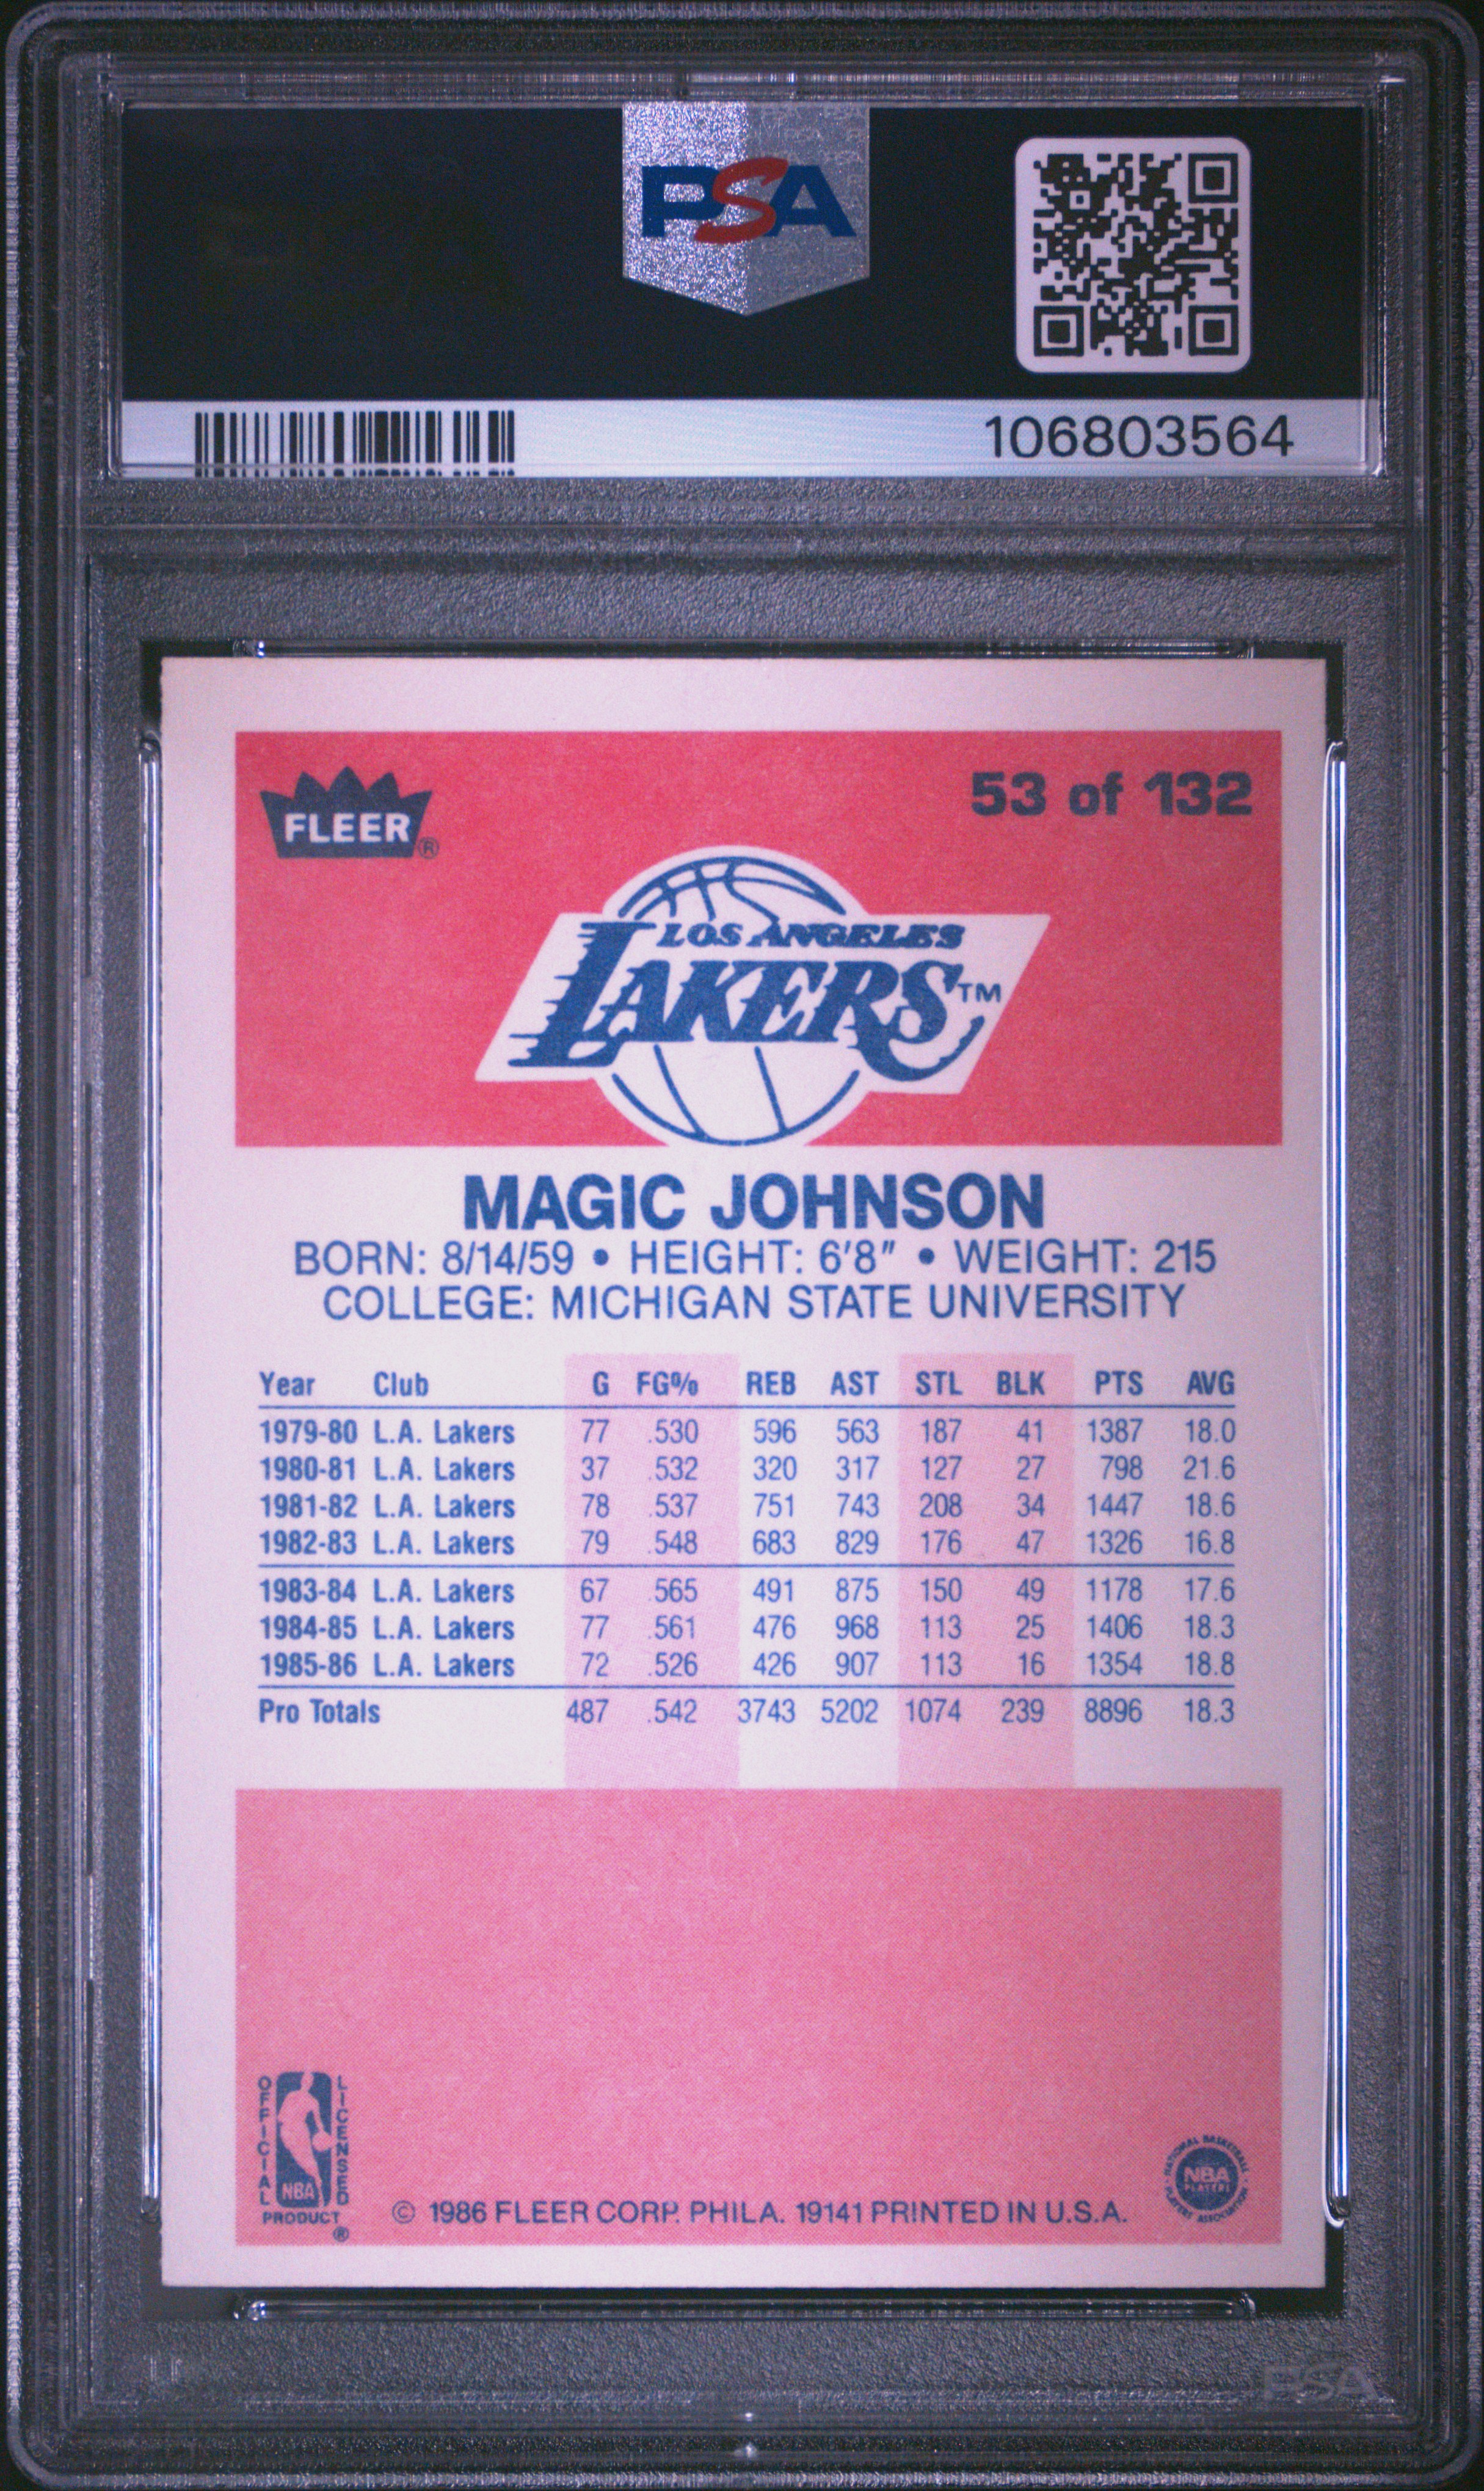 PSA
106803564
FLEER®
53 of 132
LOS ANGELES
LAKERS™
MAGIC JOHNSON
BORN: 8/14/59 • HEIGHT: 6'8" • WEIGHT: 215
COLLEGE: MICHIGAN STATE UNIVERSITY
Year Club G FG% REB AST STL BLK PTS AVG
1979-80 L.A. Lakers 77 .530 596 563 187 41 1387 18.0
1980-81 L.A. Lakers 37 .532 320 317 127 27 798 21.6
1981-82 L.A. Lakers 78 .537 751 743 208 34 1447 18.6
1982-83 L.A. Lakers 79 .548 683 829 176 47 1326 16.8
1983-84 L.A. Lakers 67 .565 491 875 150 49 1178 17.6
1984-85 L.A. Lakers 77 .561 476 968 113 25 1406 18.3
1985-86 L.A. Lakers 72 .526 426 907 113 16 1354 18.8
Pro Totals 487 .542 3743 5202 1074 239 8896 18.3
OFFICIAL LICENSED
NBA
PRODUCT ®
© 1986 FLEER CORP. PHILA. 19141 PRINTED IN U.S.A.
NATIONAL BASKETBALL
NBA
PLAYERS
PLAYERS ASSOCIATION
PSA